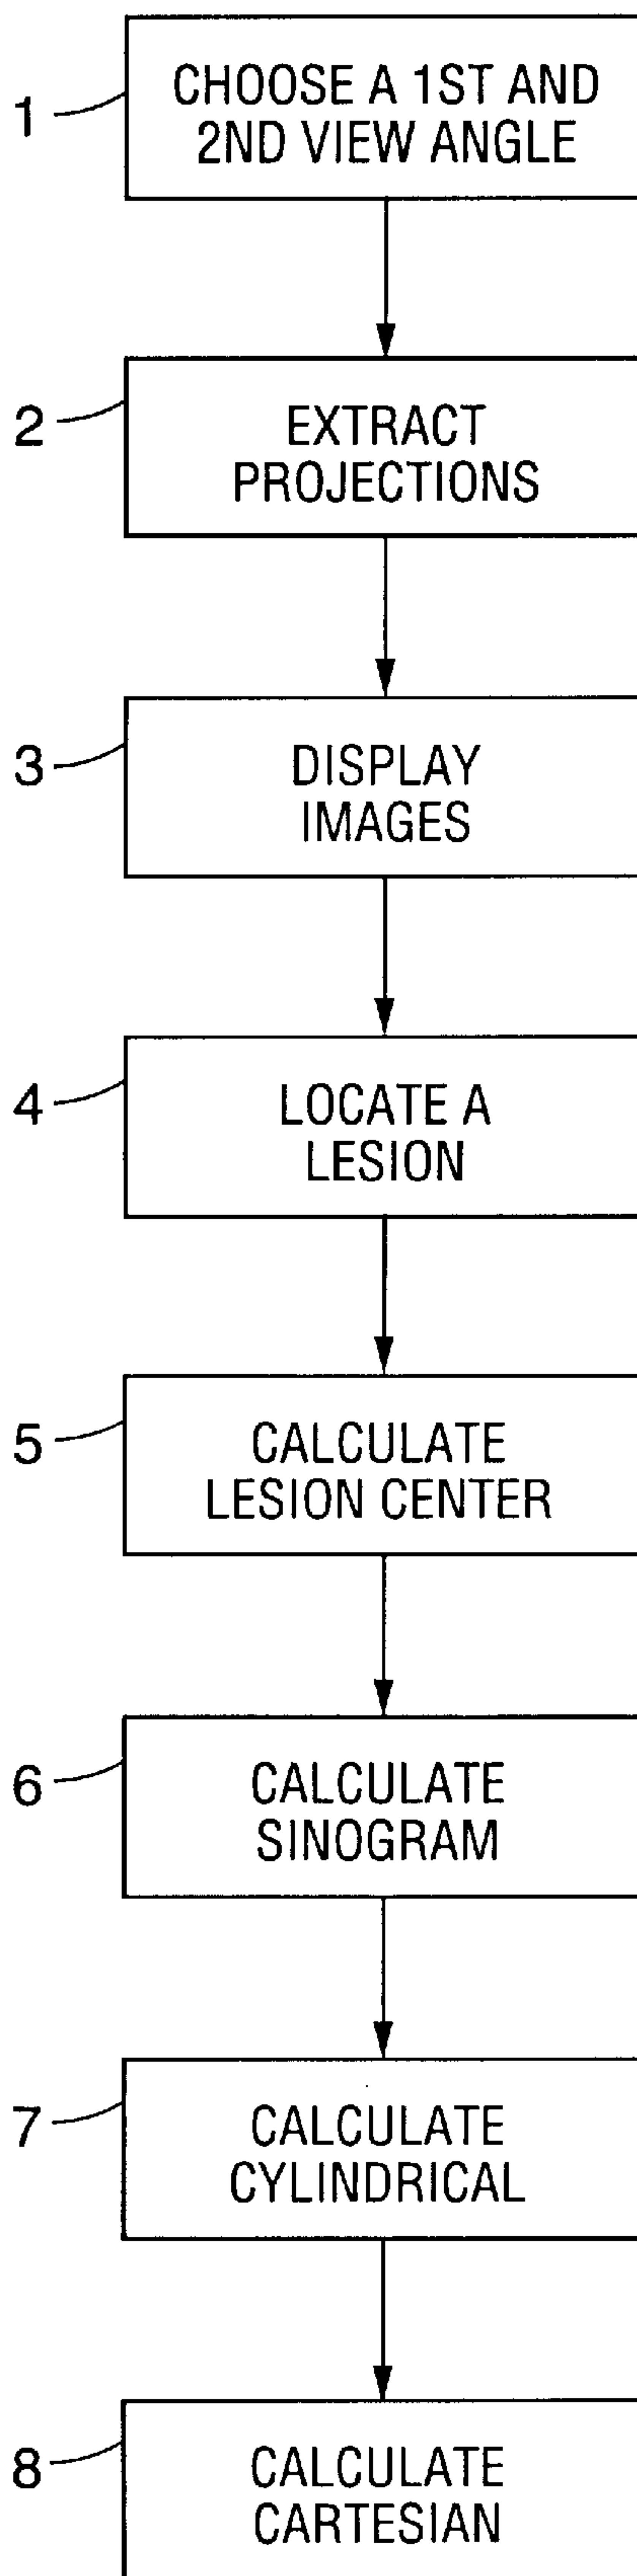 1
CHOOSE A 1ST AND
2ND VIEW ANGLE
2
EXTRACT
PROJECTIONS
3
DISPLAY
IMAGES
4
LOCATE A
LESION
5
CALCULATE
LESION CENTER
6
CALCULATE
SINOGRAM
7
CALCULATE
CYLINDRICAL
8
CALCULATE
CARTESIAN